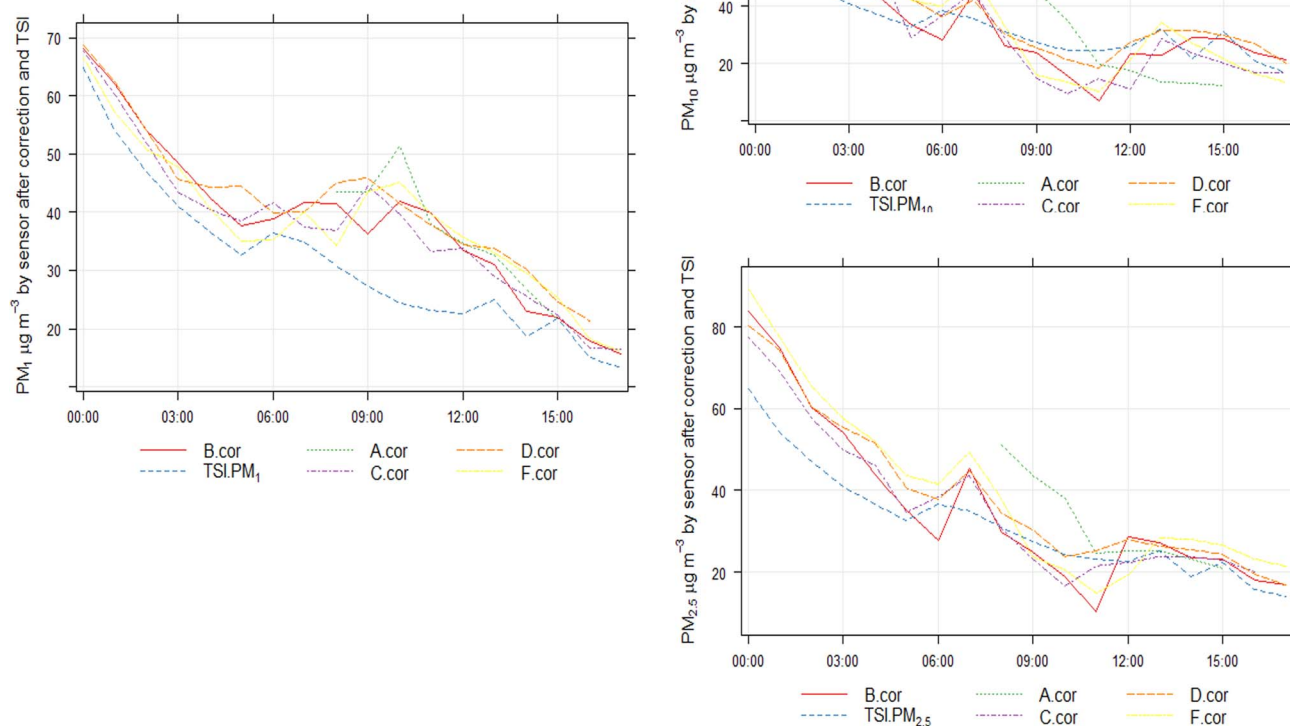 PM₁ µg m⁻³ by sensor after correction and TSI
70
60
50
40
30
20
00:00 03:00 06:00 09:00 12:00 15:00
B.cor A.cor D.cor
TSI.PM₁ C.cor F.cor
PM₁₀ µg m⁻³ by
40
20
00:00 03:00 06:00 09:00 12:00 15:00
B.cor A.cor D.cor
TSI.PM₁₀ C.cor F.cor
PM₂.₅ µg m⁻³ by sensor after correction and TSI
80
60
40
20
00:00 03:00 06:00 09:00 12:00 15:00
B.cor A.cor D.cor
TSI.PM₂.₅ C.cor F.cor